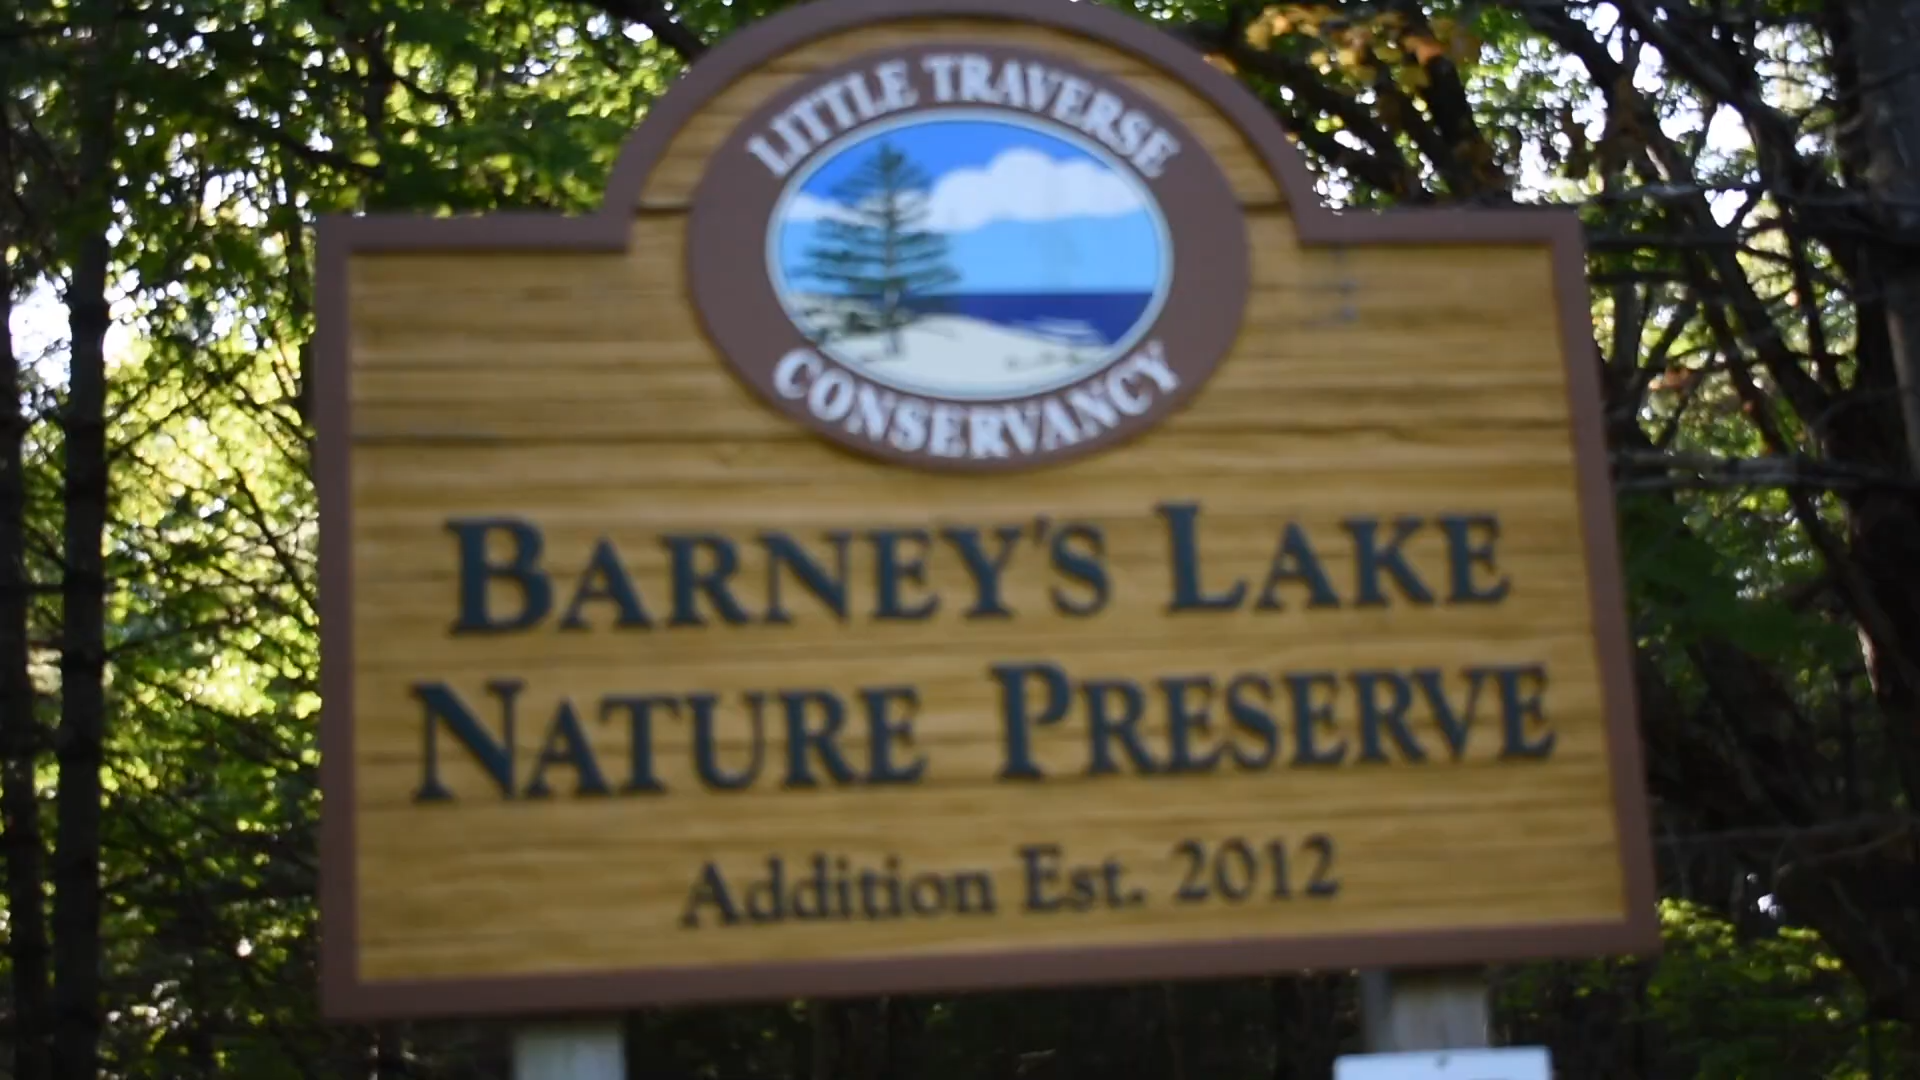 LITTLE TRAVERSE
CONSERVANCY
BARNEY'S LAKE
NATURE PRESERVE
Addition Est. 2012